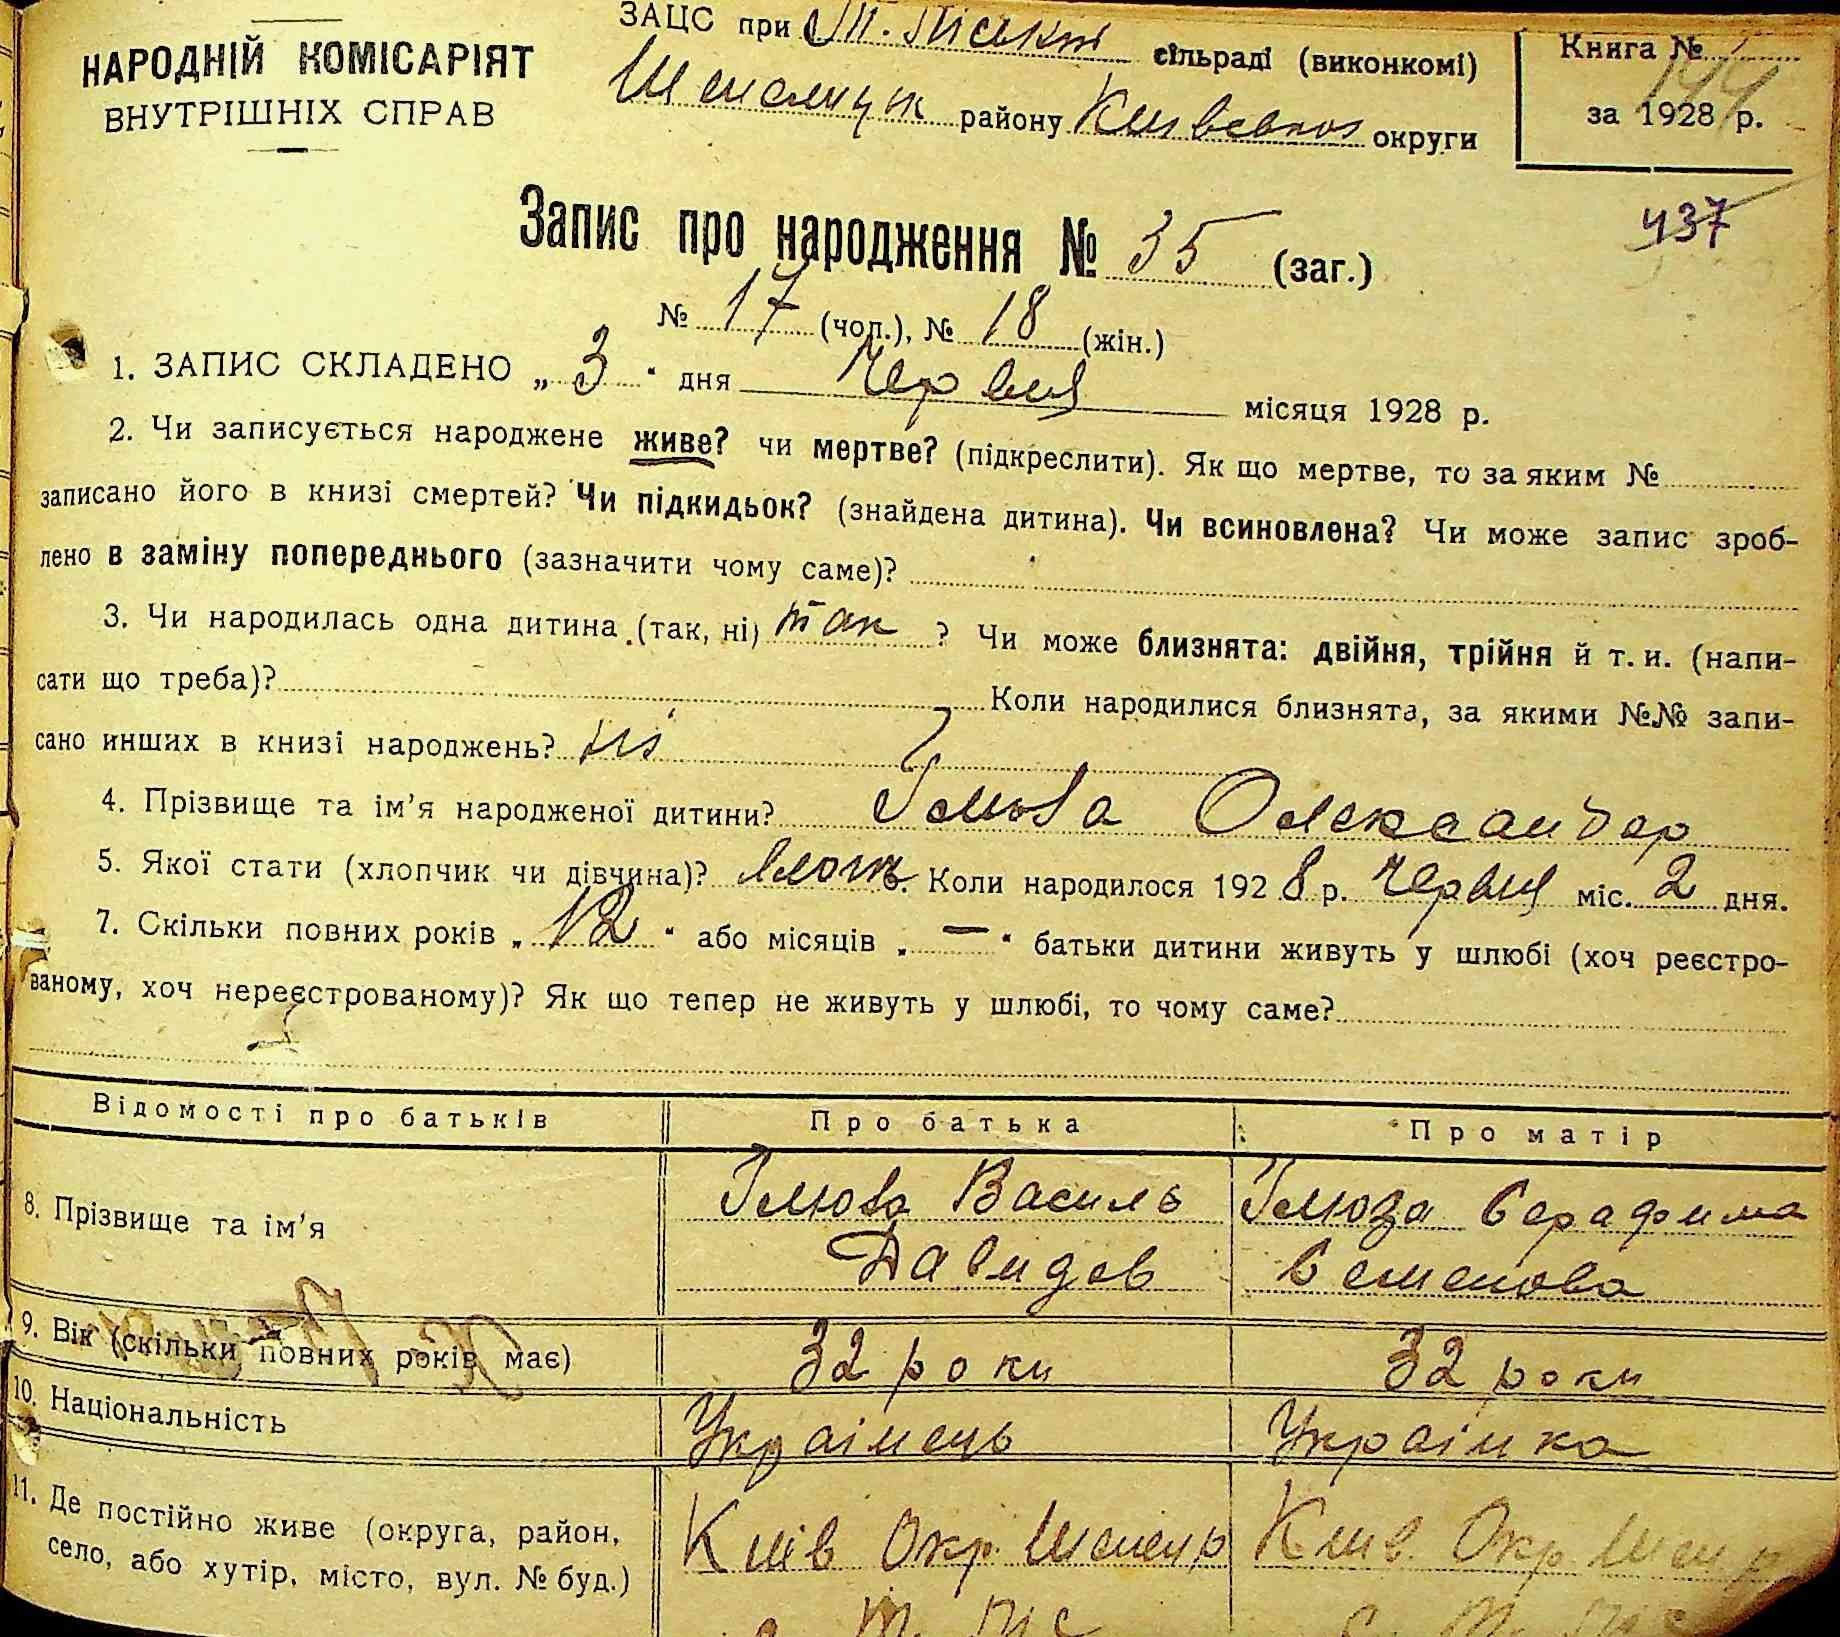 НАРОДНІЙ КОМІСАРІЯТ
ВНУТРІШНІХ СПРАВ
ЗАЦС при сільраді (виконкомі)
району округи
Книга №
за 1928 р.
437
Запис про народження № 35 (заг.)
№ 17 (чол.), № 18 (жін.)
1. ЗАПИС СКЛАДЕНО „ 3 “ дня Червня місяця 1928 р.
2. Чи записується народжене живе? чи мертве? (підкреслити). Як що мертве, то за яким №
записано його в книзі смертей? Чи підкидьок? (знайдена дитина). Чи всиновлена? Чи може запис зроб-
лено в заміну попереднього (зазначити чому саме)?
3. Чи народилась одна дитина (так, ні) так ? Чи може близнята: двійня, трійня й т. и. (напи-
сати що треба)? Коли народилися близнята, за якими №№ запи-
сано инших в книзі народжень? ні
4. Прізвище та ім’я народженої дитини? Олександар
5. Якої стати (хлопчик чи дівчина)? 6. Коли народилося 1928 р. Червня міс. 2 дня.
7. Скільки повних років „ 12 “ або місяців „ — “ батьки дитини живуть у шлюбі (хоч реєстро-
ваному, хоч нереєстрованому)? Як що тепер не живуть у шлюбі, то чому саме?
Відомості про батьків Про батька Про матір
8. Прізвище та ім’я Василь Серафима
Давидов Семенова
9. Вік (скільки повних років має) 32 роки 32 роки
10. Національність Українець Українка
11. Де постійно живе (округа, район, Київ Окр. Київ. Окр
село, або хутір, місто, вул. № буд.)